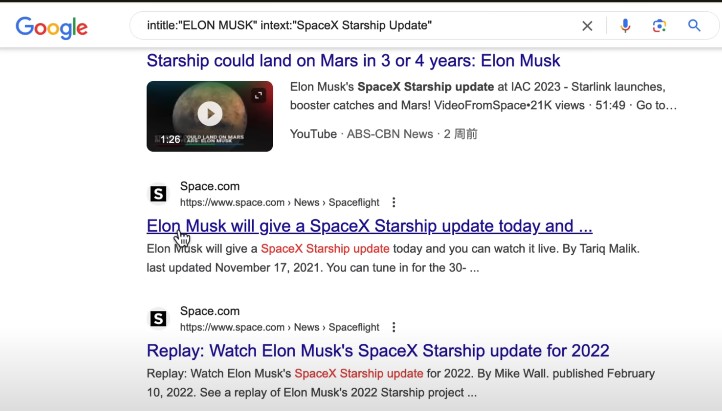 Google
intitle:"ELON MUSK" intext:"SpaceX Starship Update"
Starship could land on Mars in 3 or 4 years: Elon Musk
Elon Musk's SpaceX Starship update at IAC 2023 - Starlink launches,
booster catches and Mars! VideoFromSpace•21K views · 51:49 · Go to…
1:26
YouTube · ABS-CBN News · 2 周前
S
Space.com
https://www.space.com › News › Spaceflight
Elon Musk will give a SpaceX Starship update today and ...
Elon Musk will give a SpaceX Starship update today and you can watch it live. By Tariq Malik.
last updated November 17, 2021. You can tune in for the 30- ...
S
Space.com
https://www.space.com › News › Spaceflight
Replay: Watch Elon Musk's SpaceX Starship update for 2022
Replay: Watch Elon Musk's SpaceX Starship update for 2022. By Mike Wall. published February
10, 2022. See a replay of Elon Musk's 2022 Starship project ...